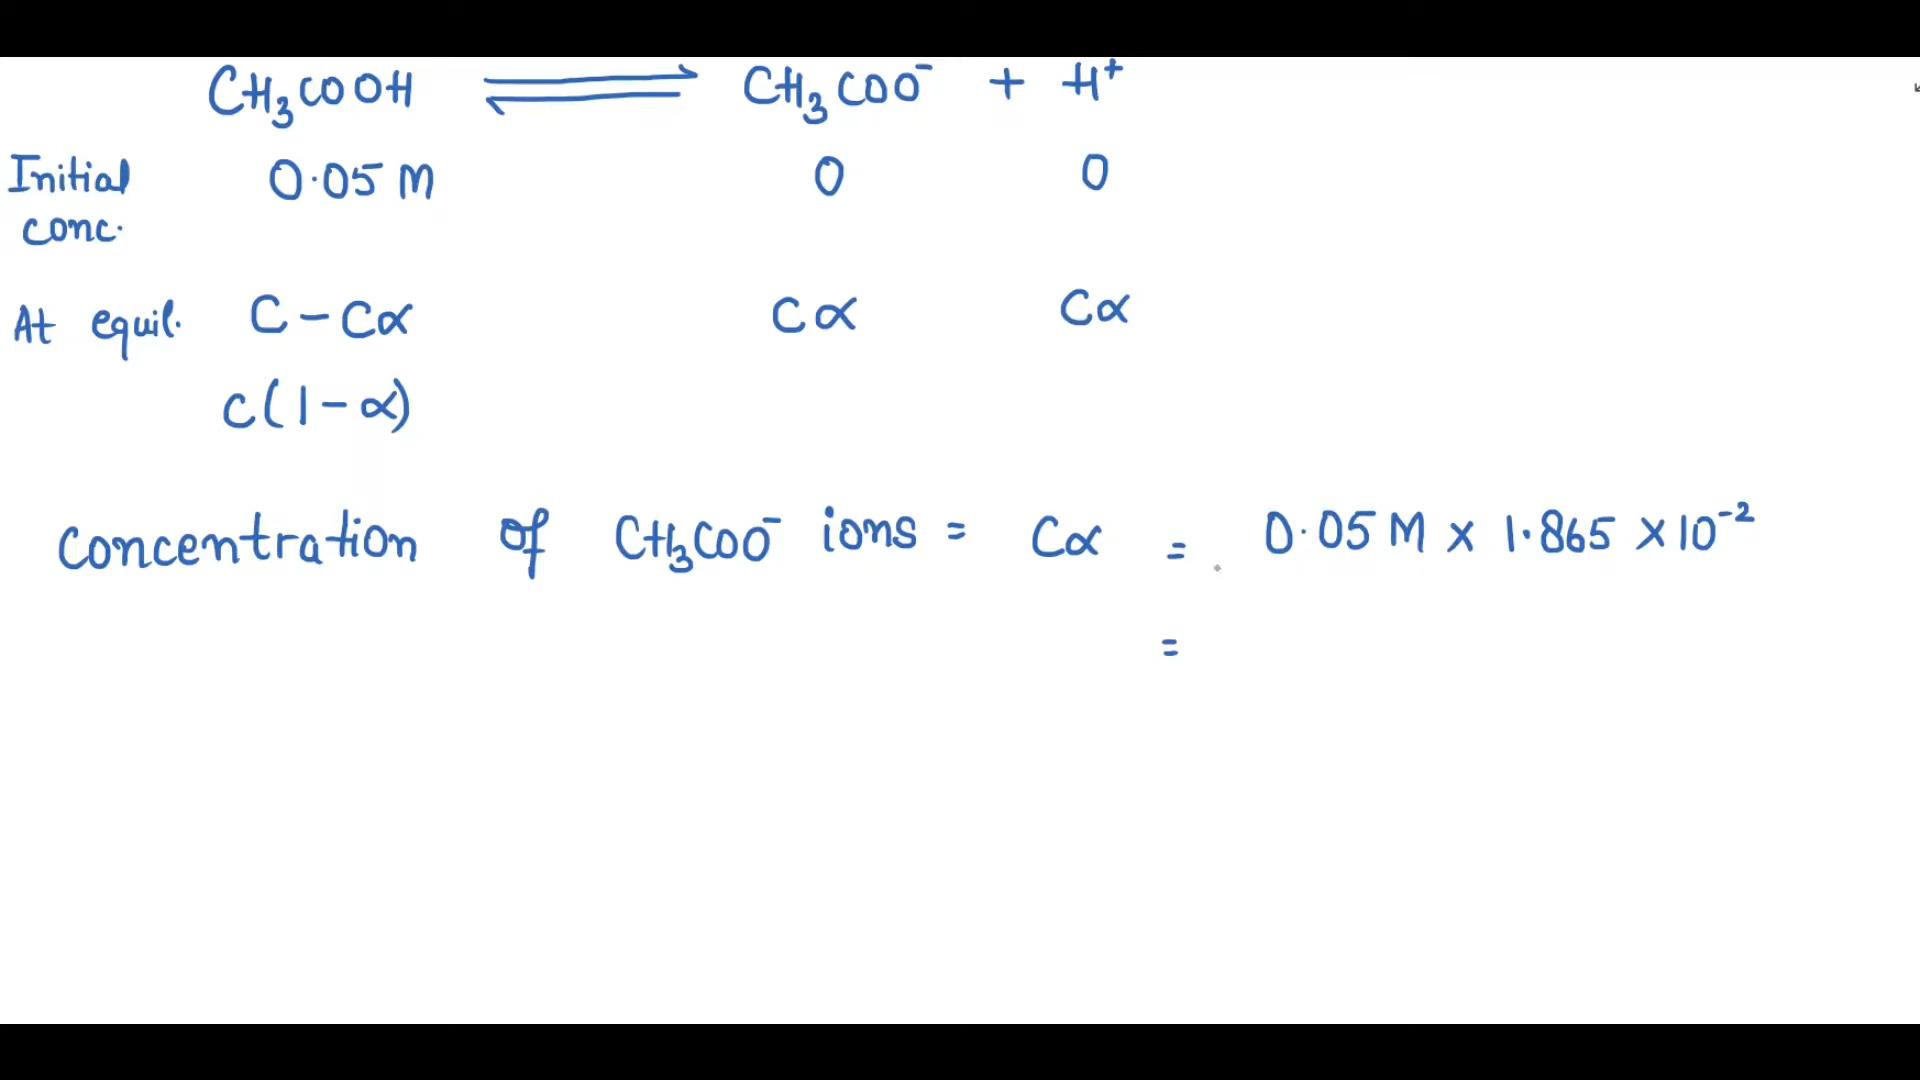 CH₃COOH ⇌ CH₃COO⁻ + H⁺
Initial 0.05 M 0 0
conc.
At equil. C - Cα Cα Cα
C(1-α)
Concentration of CH₃COO⁻ ions = Cα = 0.05 M × 1.865 × 10⁻²
=